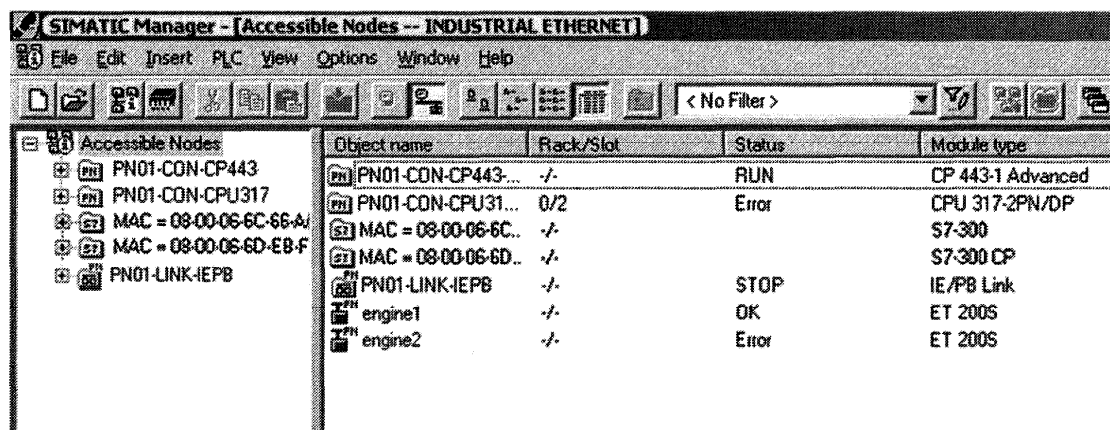 SIMATIC Manager - [Accessible Nodes -- INDUSTRIAL ETHERNET]
File Edit Insert PLC View Options Window Help
< No Filter >
Accessible Nodes
PN01-CON-CP443
PN01-CON-CPU317
MAC = 08-00-06-6C-66-A
MAC = 08-00-06-6D-EB-F
PN01-LINK-IEPB
Object name Rack/Slot Status Module type
PN01-CON-CP443-... -/- RUN CP 443-1 Advanced
PN01-CON-CPU31... 0/2 Error CPU 317-2PN/DP
MAC = 08-00-06-6C... -/- S7-300
MAC = 08-00-06-6D... -/- S7-300 CP
PN01-LINK-IEPB -/- STOP IE/PB Link
engine1 -/- OK ET 200S
engine2 -/- Error ET 200S